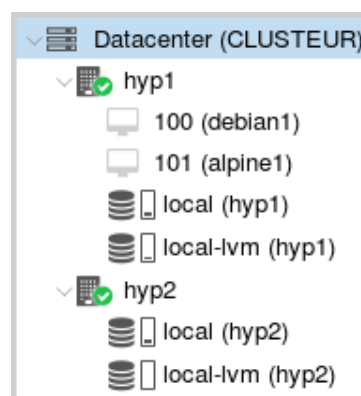 Datacenter (CLUSTEUR)
hyp1
100 (debian1)
101 (alpine1)
local (hyp1)
local-lvm (hyp1)
hyp2
local (hyp2)
local-lvm (hyp2)